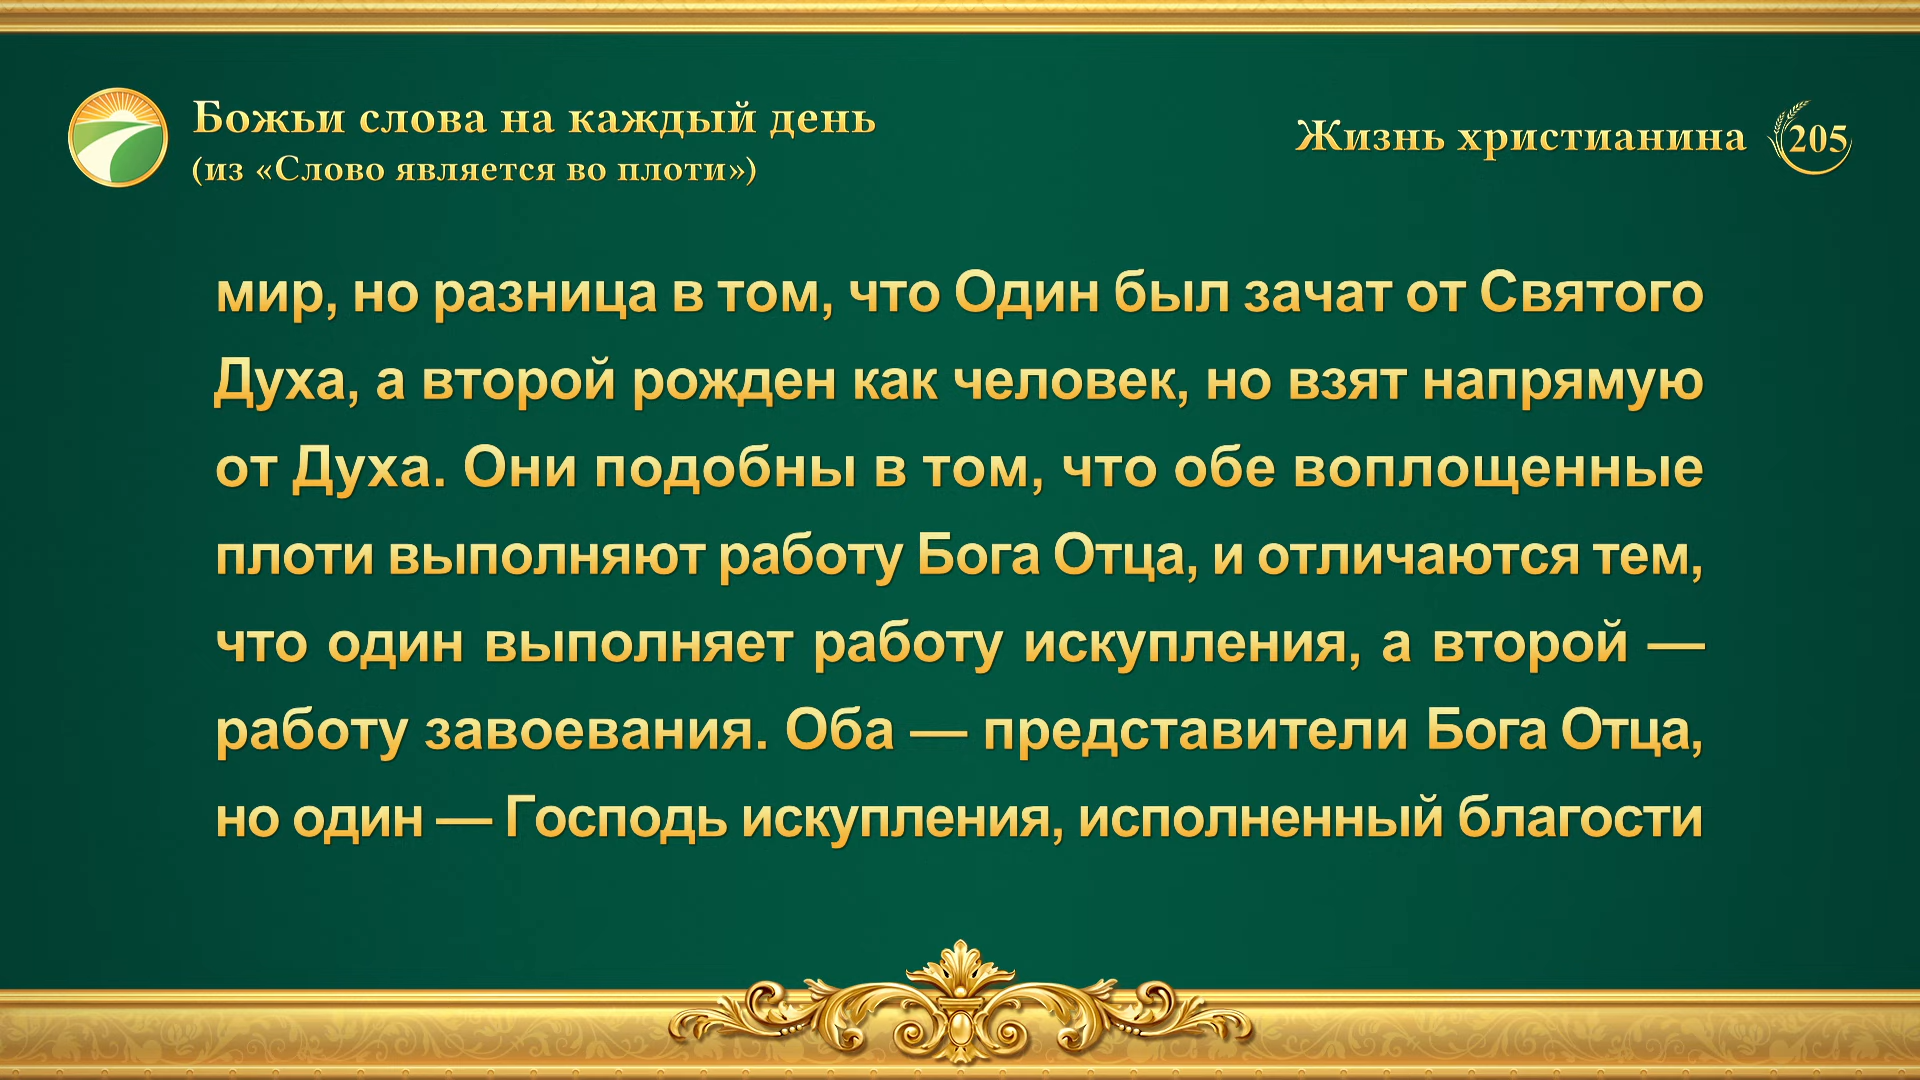 Божьи слова на каждый день
(из «Слово является во плоти»)
Жизнь христианина 205
мир, но разница в том, что Один был зачат от Святого
Духа, а второй рожден как человек, но взят напрямую
от Духа. Они подобны в том, что обе воплощенные
плоти выполняют работу Бога Отца, и отличаются тем,
что один выполняет работу искупления, а второй —
работу завоевания. Оба — представители Бога Отца,
но один — Господь искупления, исполненный благости